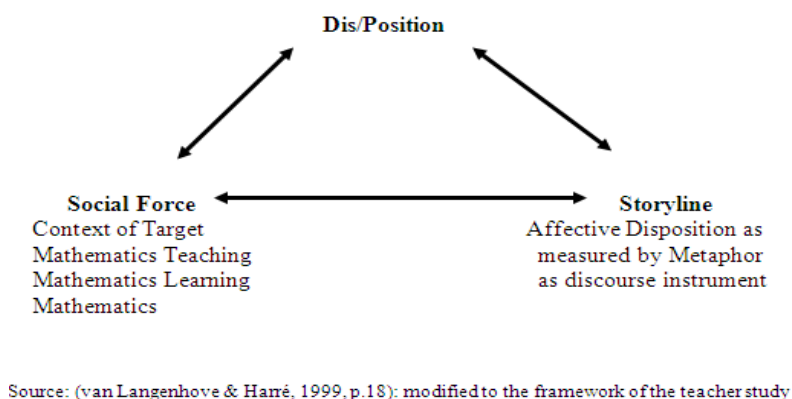 Dis/Position
Social Force
Context of Target
Mathematics Teaching
Mathematics Learning
Mathematics
Storyline
Affective Disposition as
measured by Metaphor
as discourse instrument
Source: (van Langenhove & Harré, 1999, p.18): modified to the framework of the teacher study